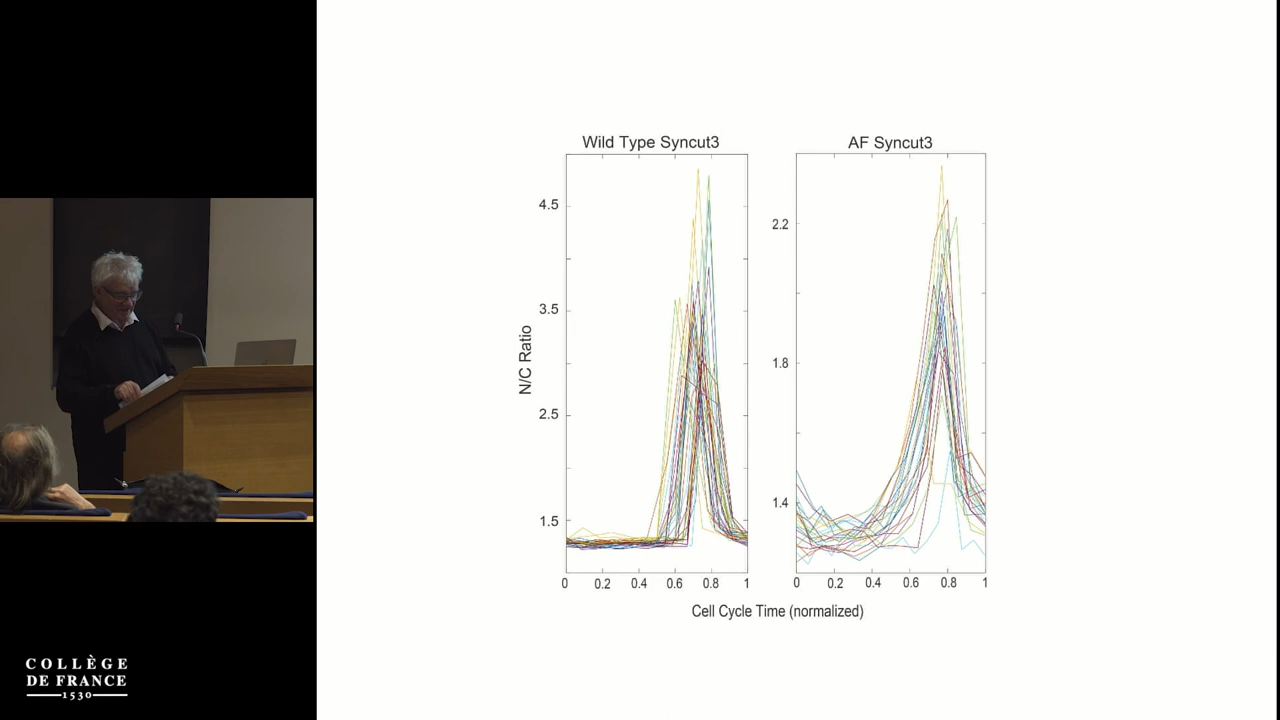 Wild Type Syncut3
AF Syncut3
4.5
3.5
2.5
1.5
N/C Ratio
0 0.2 0.4 0.6 0.8 1
2.2
1.8
1.4
0 0.2 0.4 0.6 0.8 1
Cell Cycle Time (normalized)
COLLÈGE
DE FRANCE
1530